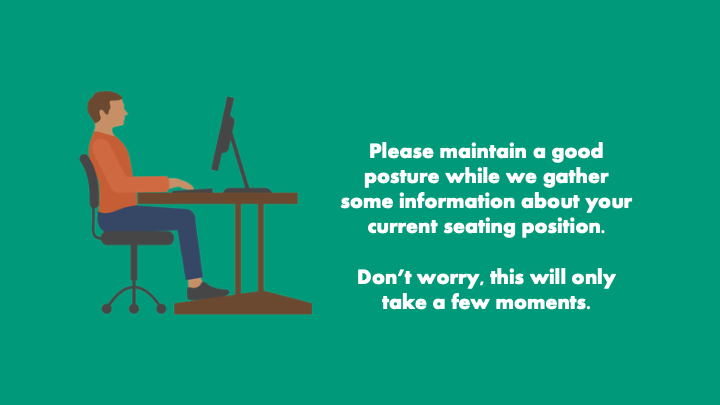 Please maintain a good
posture while we gather
some information about your
current seating position.
Don't worry, this will only
take a few moments.